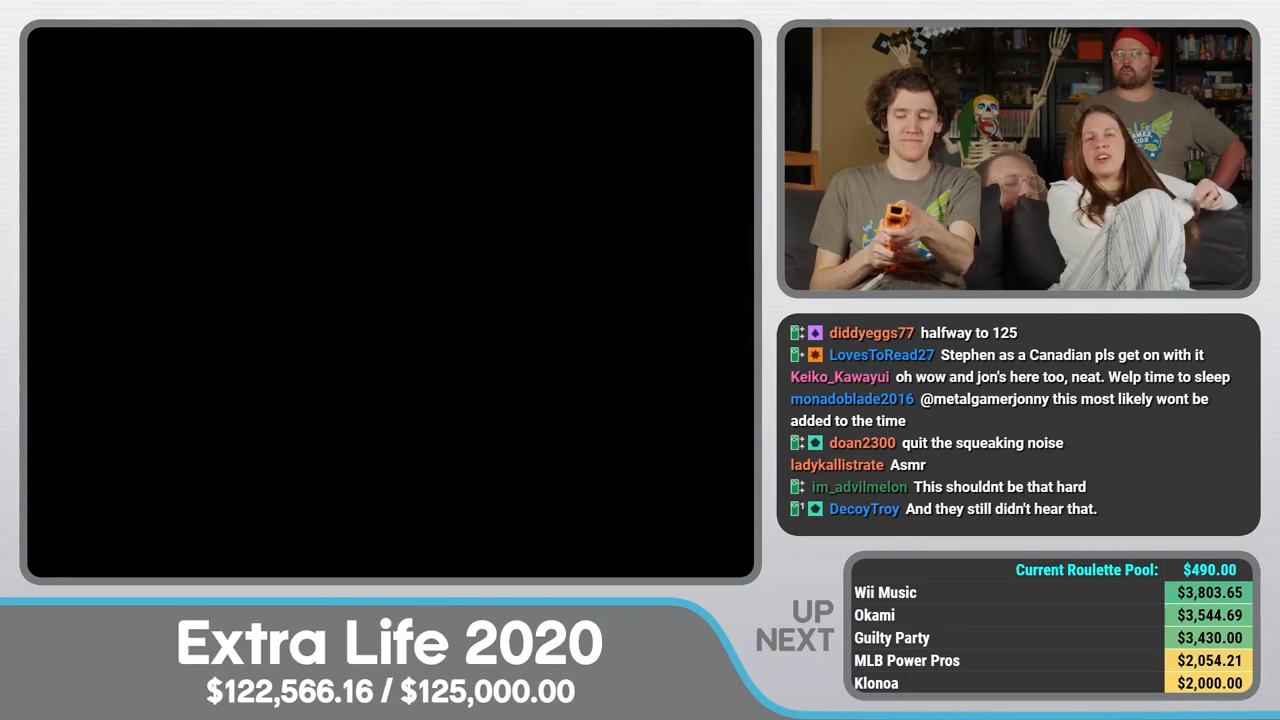 diddyeggs77 halfway to 125
LovesToRead27 Stephen as a Canadian pls get on with it
Keiko_Kawayui oh wow and jon's here too, neat. Welp time to sleep
monadoblade2016 @metalgamerjonny this most likely wont be
added to the time
doan2300 quit the squeaking noise
ladykallistrate Asmr
im_advilmelon This shouldnt be that hard
1 DecoyTroy And they still didn't hear that.
Current Roulette Pool: $490.00
UP
NEXT
Wii Music $3,803.65
Okami $3,544.69
Guilty Party $3,430.00
MLB Power Pros $2,054.21
Klonoa $2,000.00
Extra Life 2020
$122,566.16 / $125,000.00